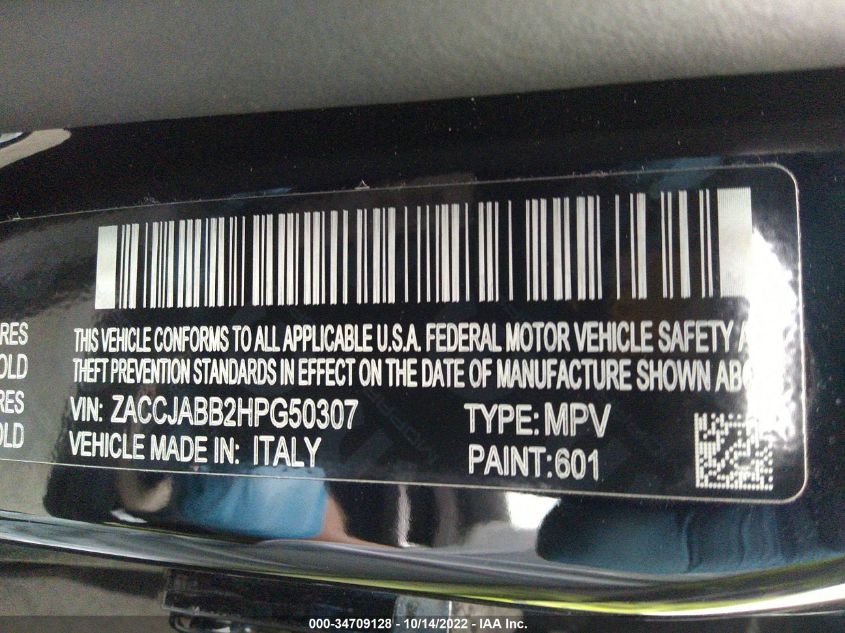 RES
OLD
RES
OLD
THIS VEHICLE CONFORMS TO ALL APPLICABLE U.S.A. FEDERAL MOTOR VEHICLE SAFETY A
THEFT PREVENTION STANDARDS IN EFFECT ON THE DATE OF MANUFACTURE SHOWN ABO
VIN: ZACCJABB2HPG50307 TYPE: MPV
VEHICLE MADE IN: ITALY PAINT:601
000-34709128 - 10/14/2022 - IAA Inc.